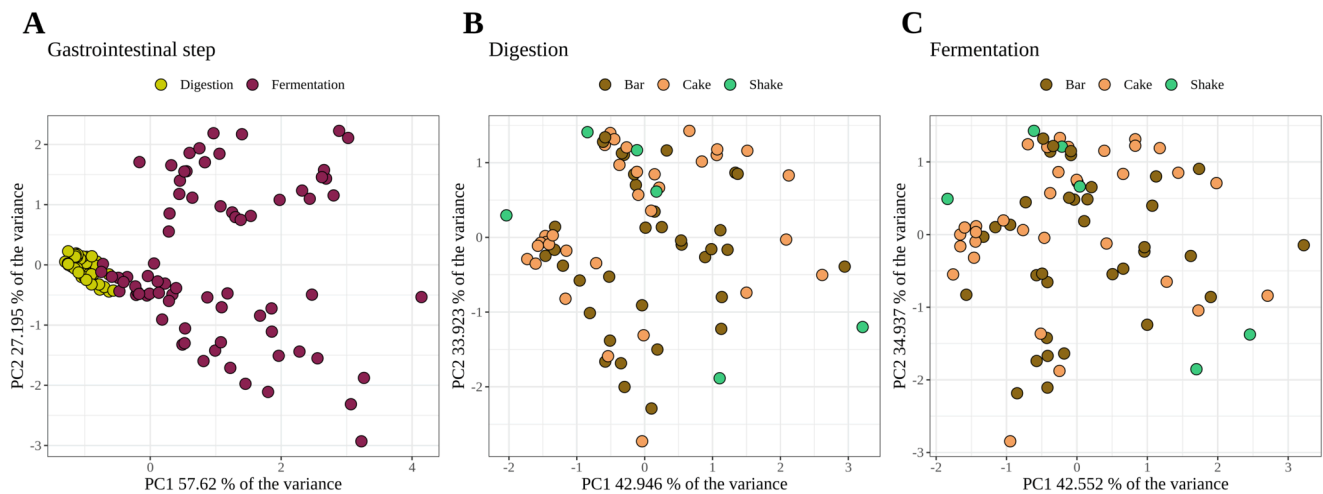 A
Gastrointestinal step
Digestion Fermentation
2
1
0
-1
-2
-3
0 2 4
PC1 57.62 % of the variance
PC2 27.195 % of the variance
B
Digestion
Bar Cake Shake
1
0
-1
-2
-2 -1 0 1 2 3
PC1 42.946 % of the variance
PC2 33.923 % of the variance
C
Fermentation
Bar Cake Shake
1
0
-1
-2
-3
-2 -1 0 1 2 3
PC1 42.552 % of the variance
PC2 34.937 % of the variance